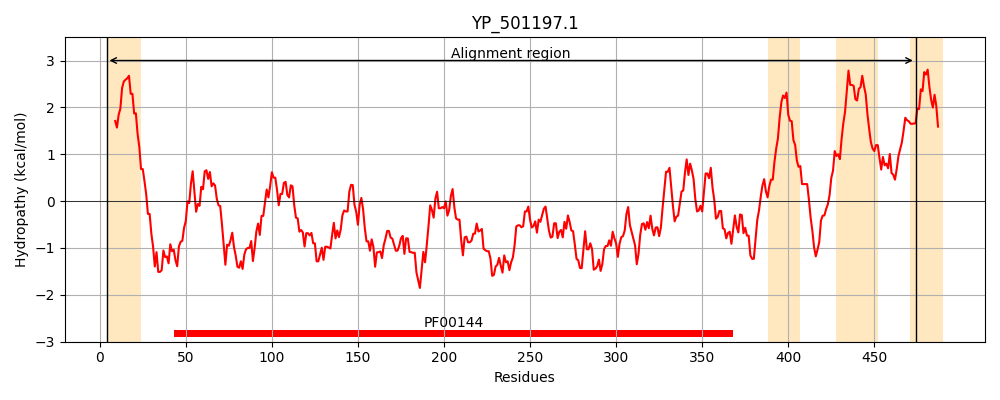 YP_501197.1
Alignment region
3
2
1
0
−1
−2
−3
Hydropathy (kcal/mol)
PF00144
0 50 100 150 200 250 300 350 400 450
Residues